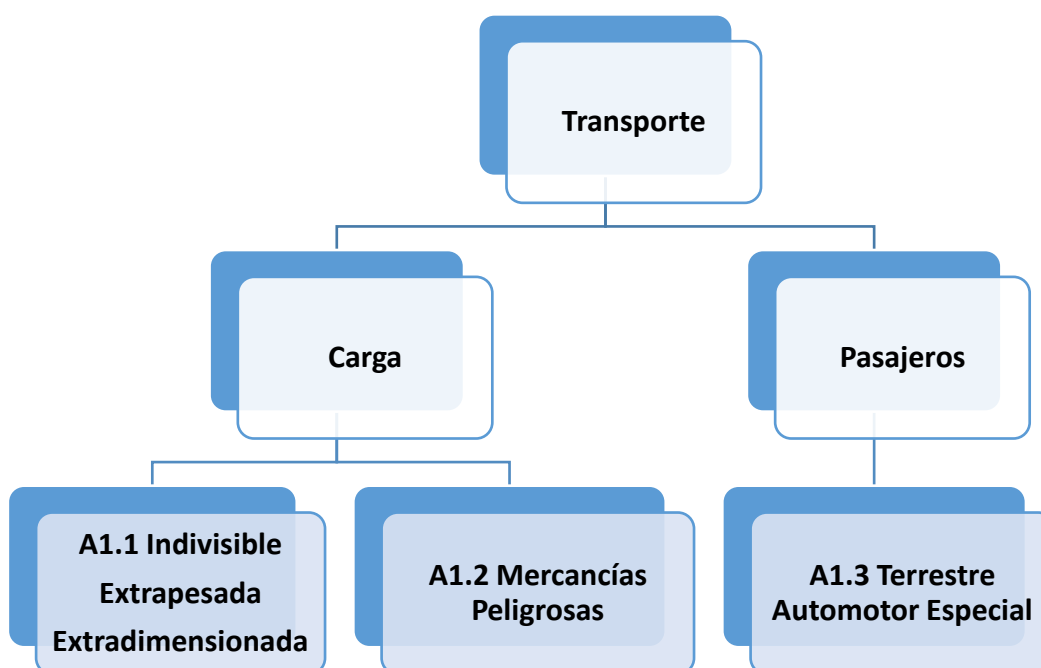 Transporte
Carga
Pasajeros
A1.1 Indivisible
Extrapesada
Extradimensionada
A1.2 Mercancías
Peligrosas
A1.3 Terrestre
Automotor Especial